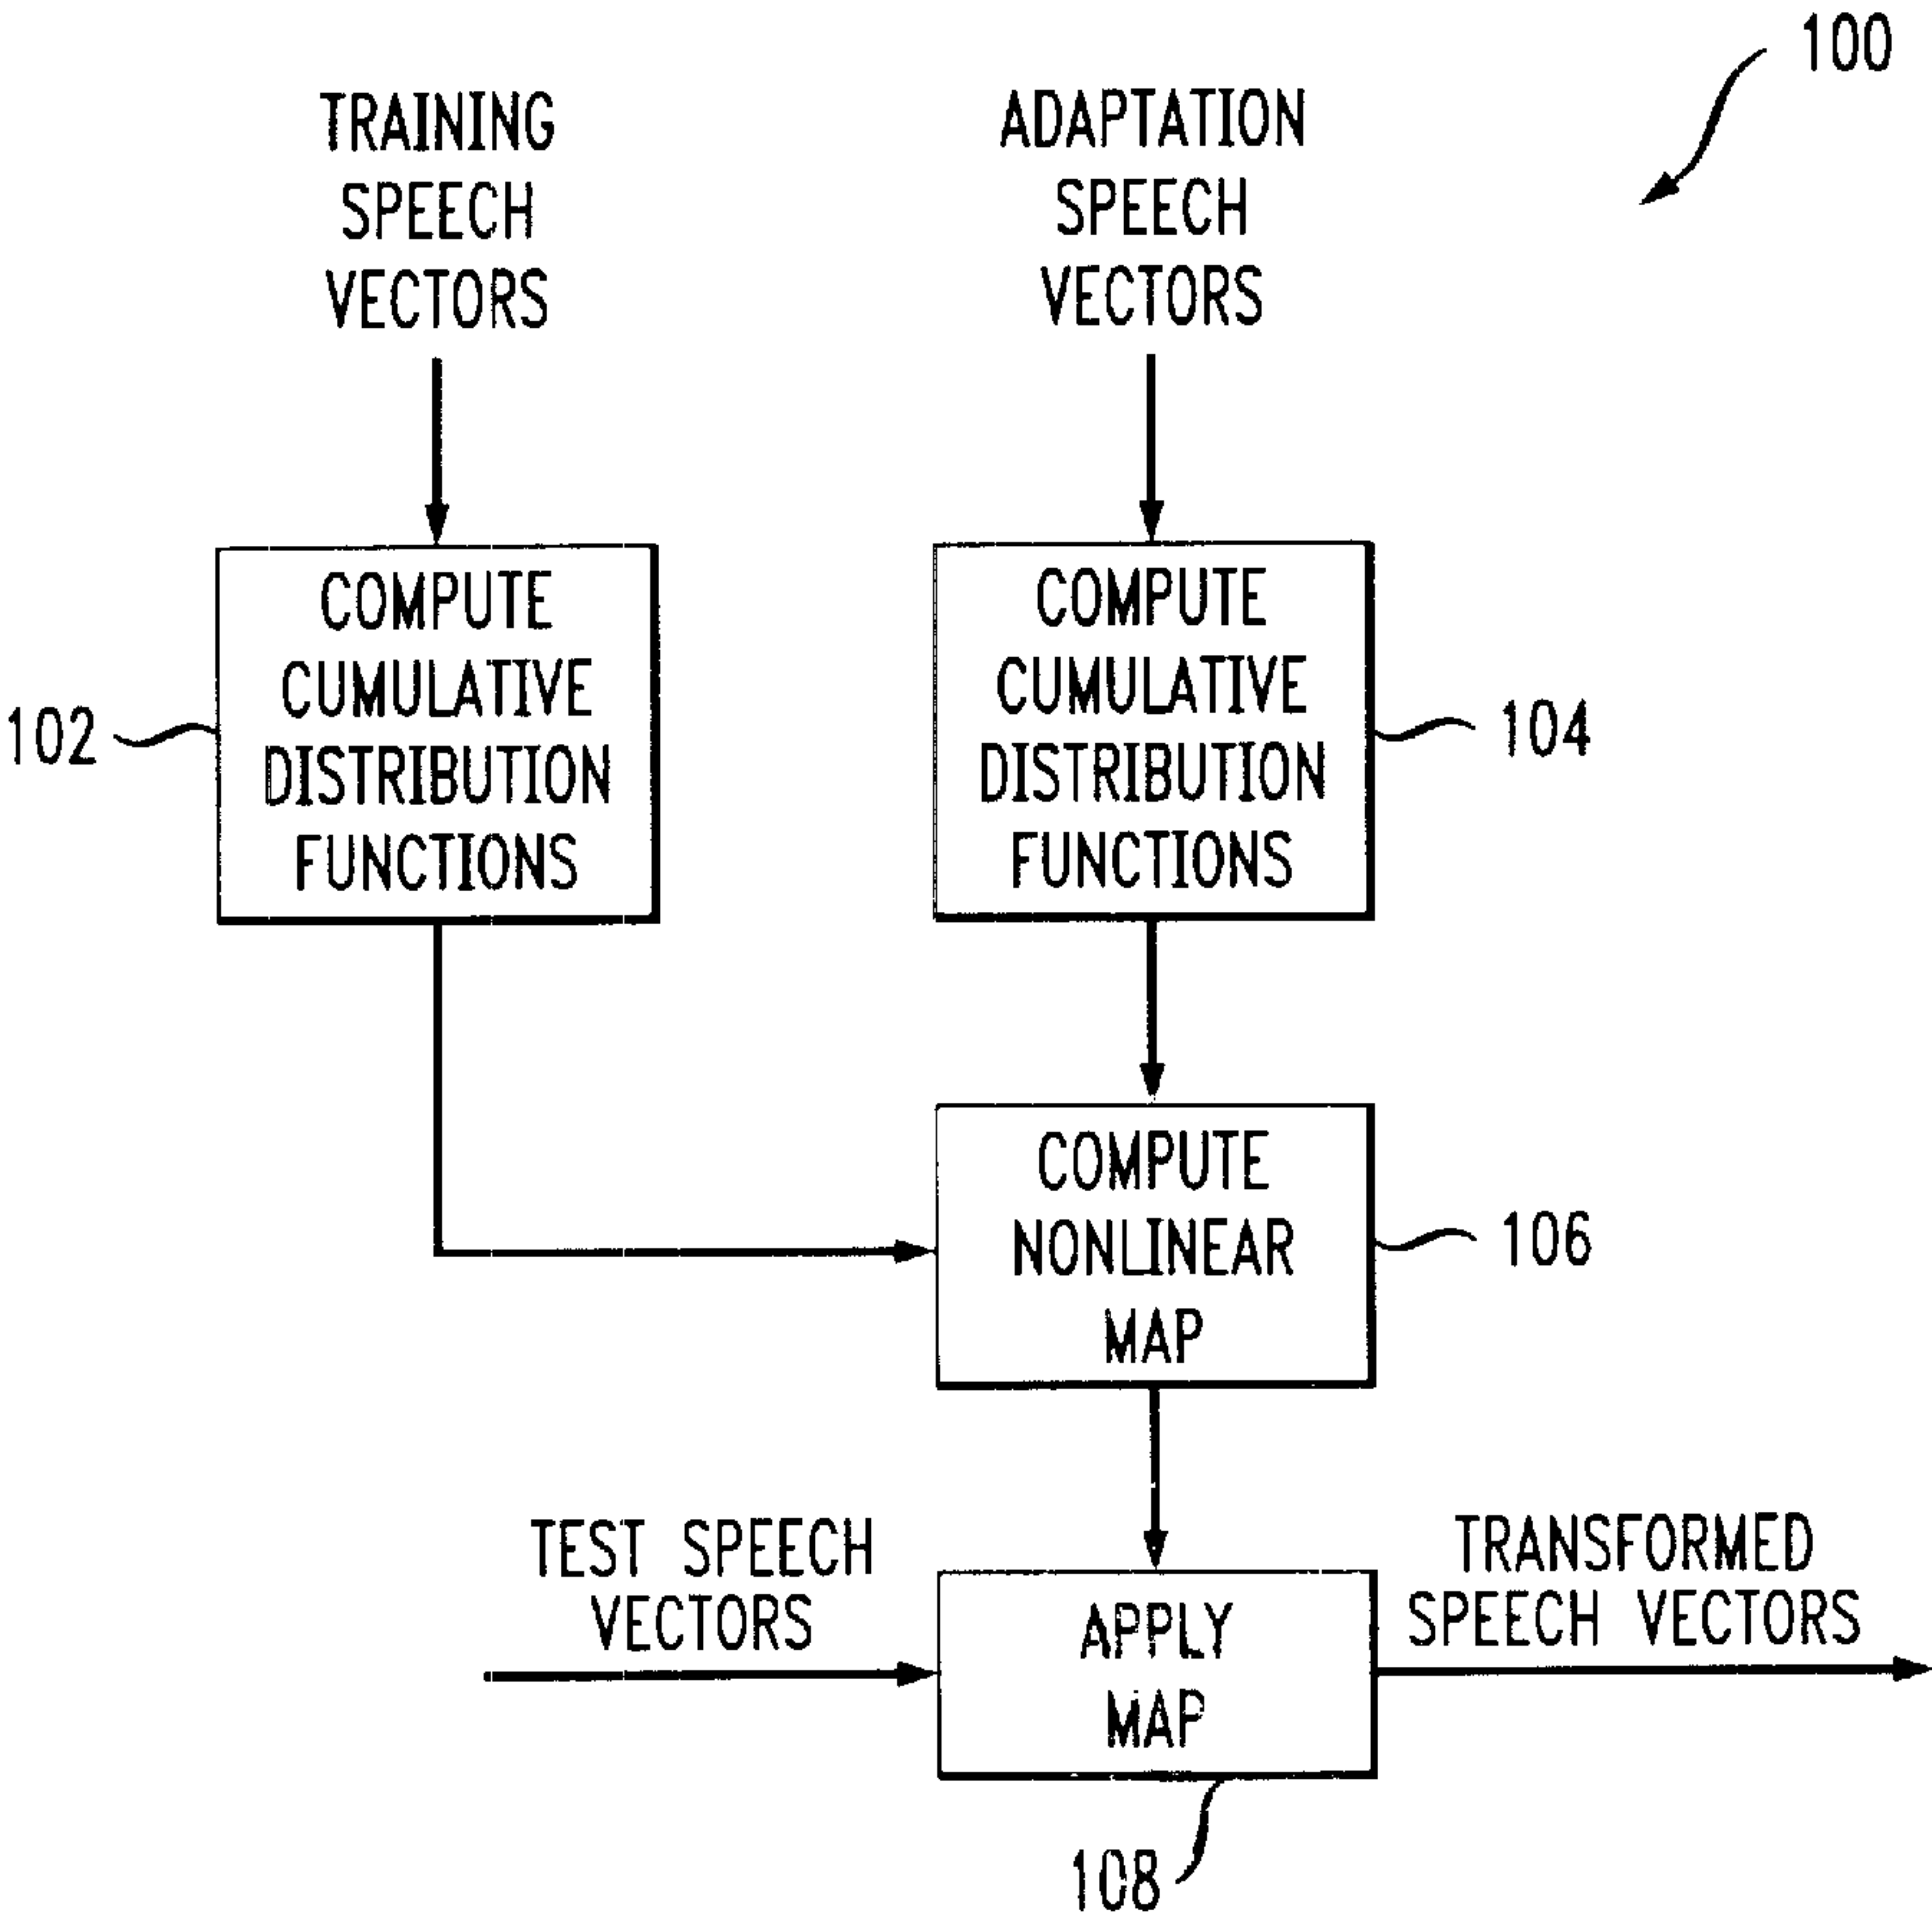 100
TRAINING
SPEECH
VECTORS
ADAPTATION
SPEECH
VECTORS
COMPUTE
CUMULATIVE
DISTRIBUTION
FUNCTIONS
102
COMPUTE
CUMULATIVE
DISTRIBUTION
FUNCTIONS
104
COMPUTE
NONLINEAR
MAP
106
TEST SPEECH
VECTORS
APPLY
MAP
TRANSFORMED
SPEECH VECTORS
108